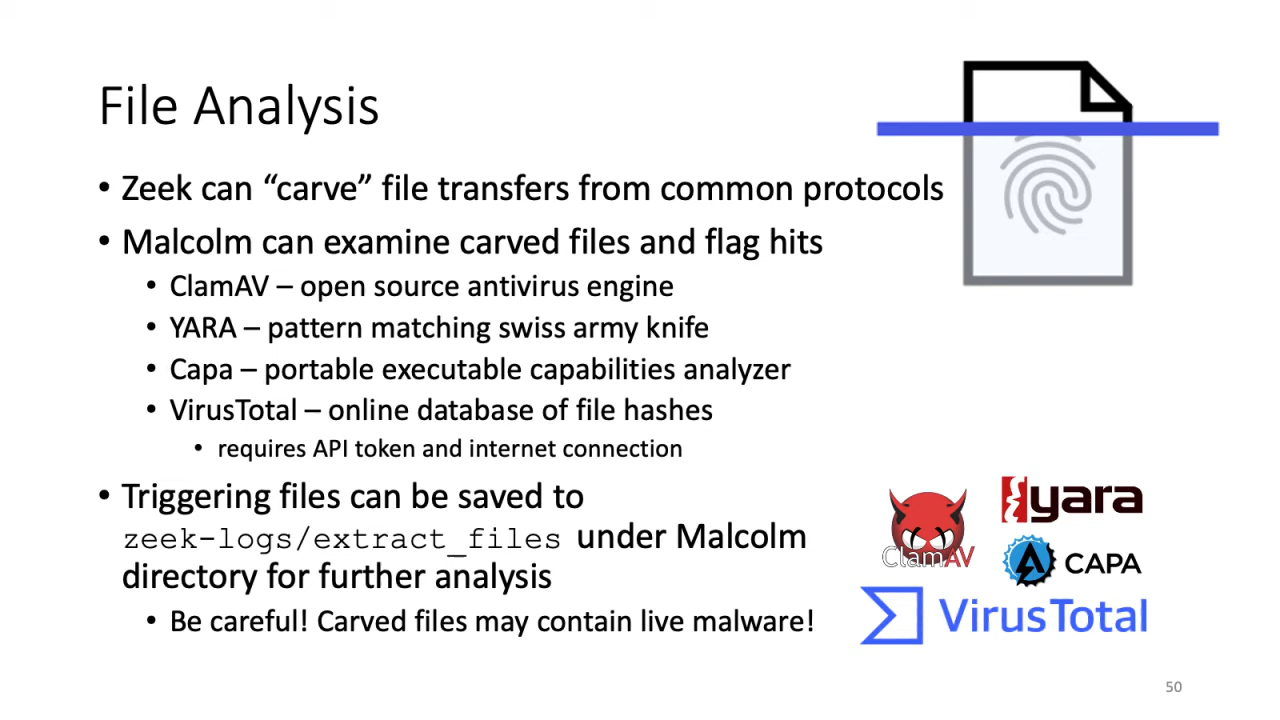 File Analysis
• Zeek can “carve” file transfers from common protocols
• Malcolm can examine carved files and flag hits
• ClamAV – open source antivirus engine
• YARA – pattern matching swiss army knife
• Capa – portable executable capabilities analyzer
• VirusTotal – online database of file hashes
• requires API token and internet connection
• Triggering files can be saved to
zeek-logs/extract_files under Malcolm
directory for further analysis
• Be careful! Carved files may contain live malware!
ClamAV
yara
CAPA
VirusTotal
50